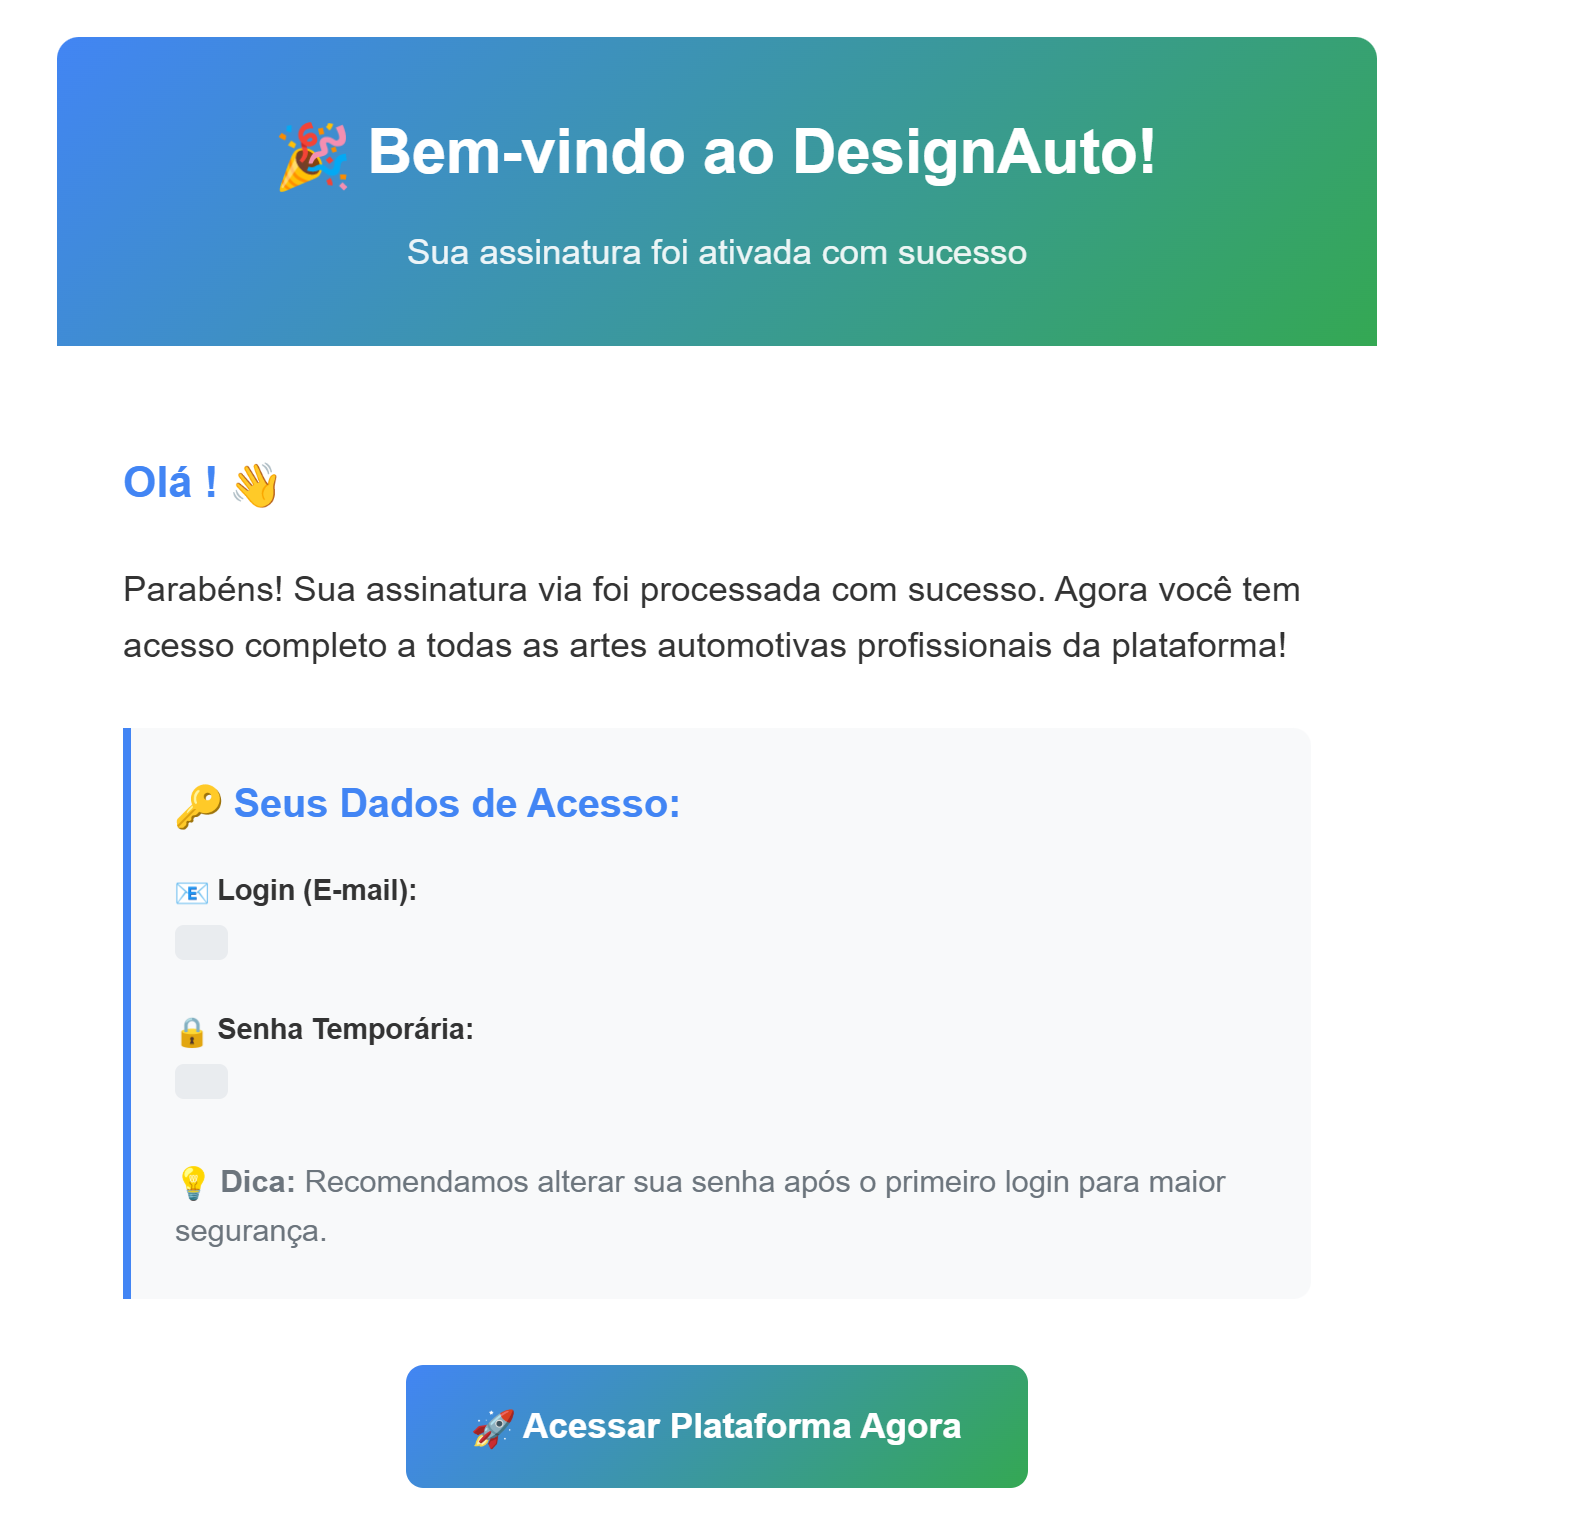 🎉 Bem-vindo ao DesignAuto!
Sua assinatura foi ativada com sucesso
Olá ! 👋
Parabéns! Sua assinatura via foi processada com sucesso. Agora você tem
acesso completo a todas as artes automotivas profissionais da plataforma!
🔑 Seus Dados de Acesso:
📧 Login (E-mail):
🔒 Senha Temporária:
💡 Dica: Recomendamos alterar sua senha após o primeiro login para maior
segurança.
🚀 Acessar Plataforma Agora